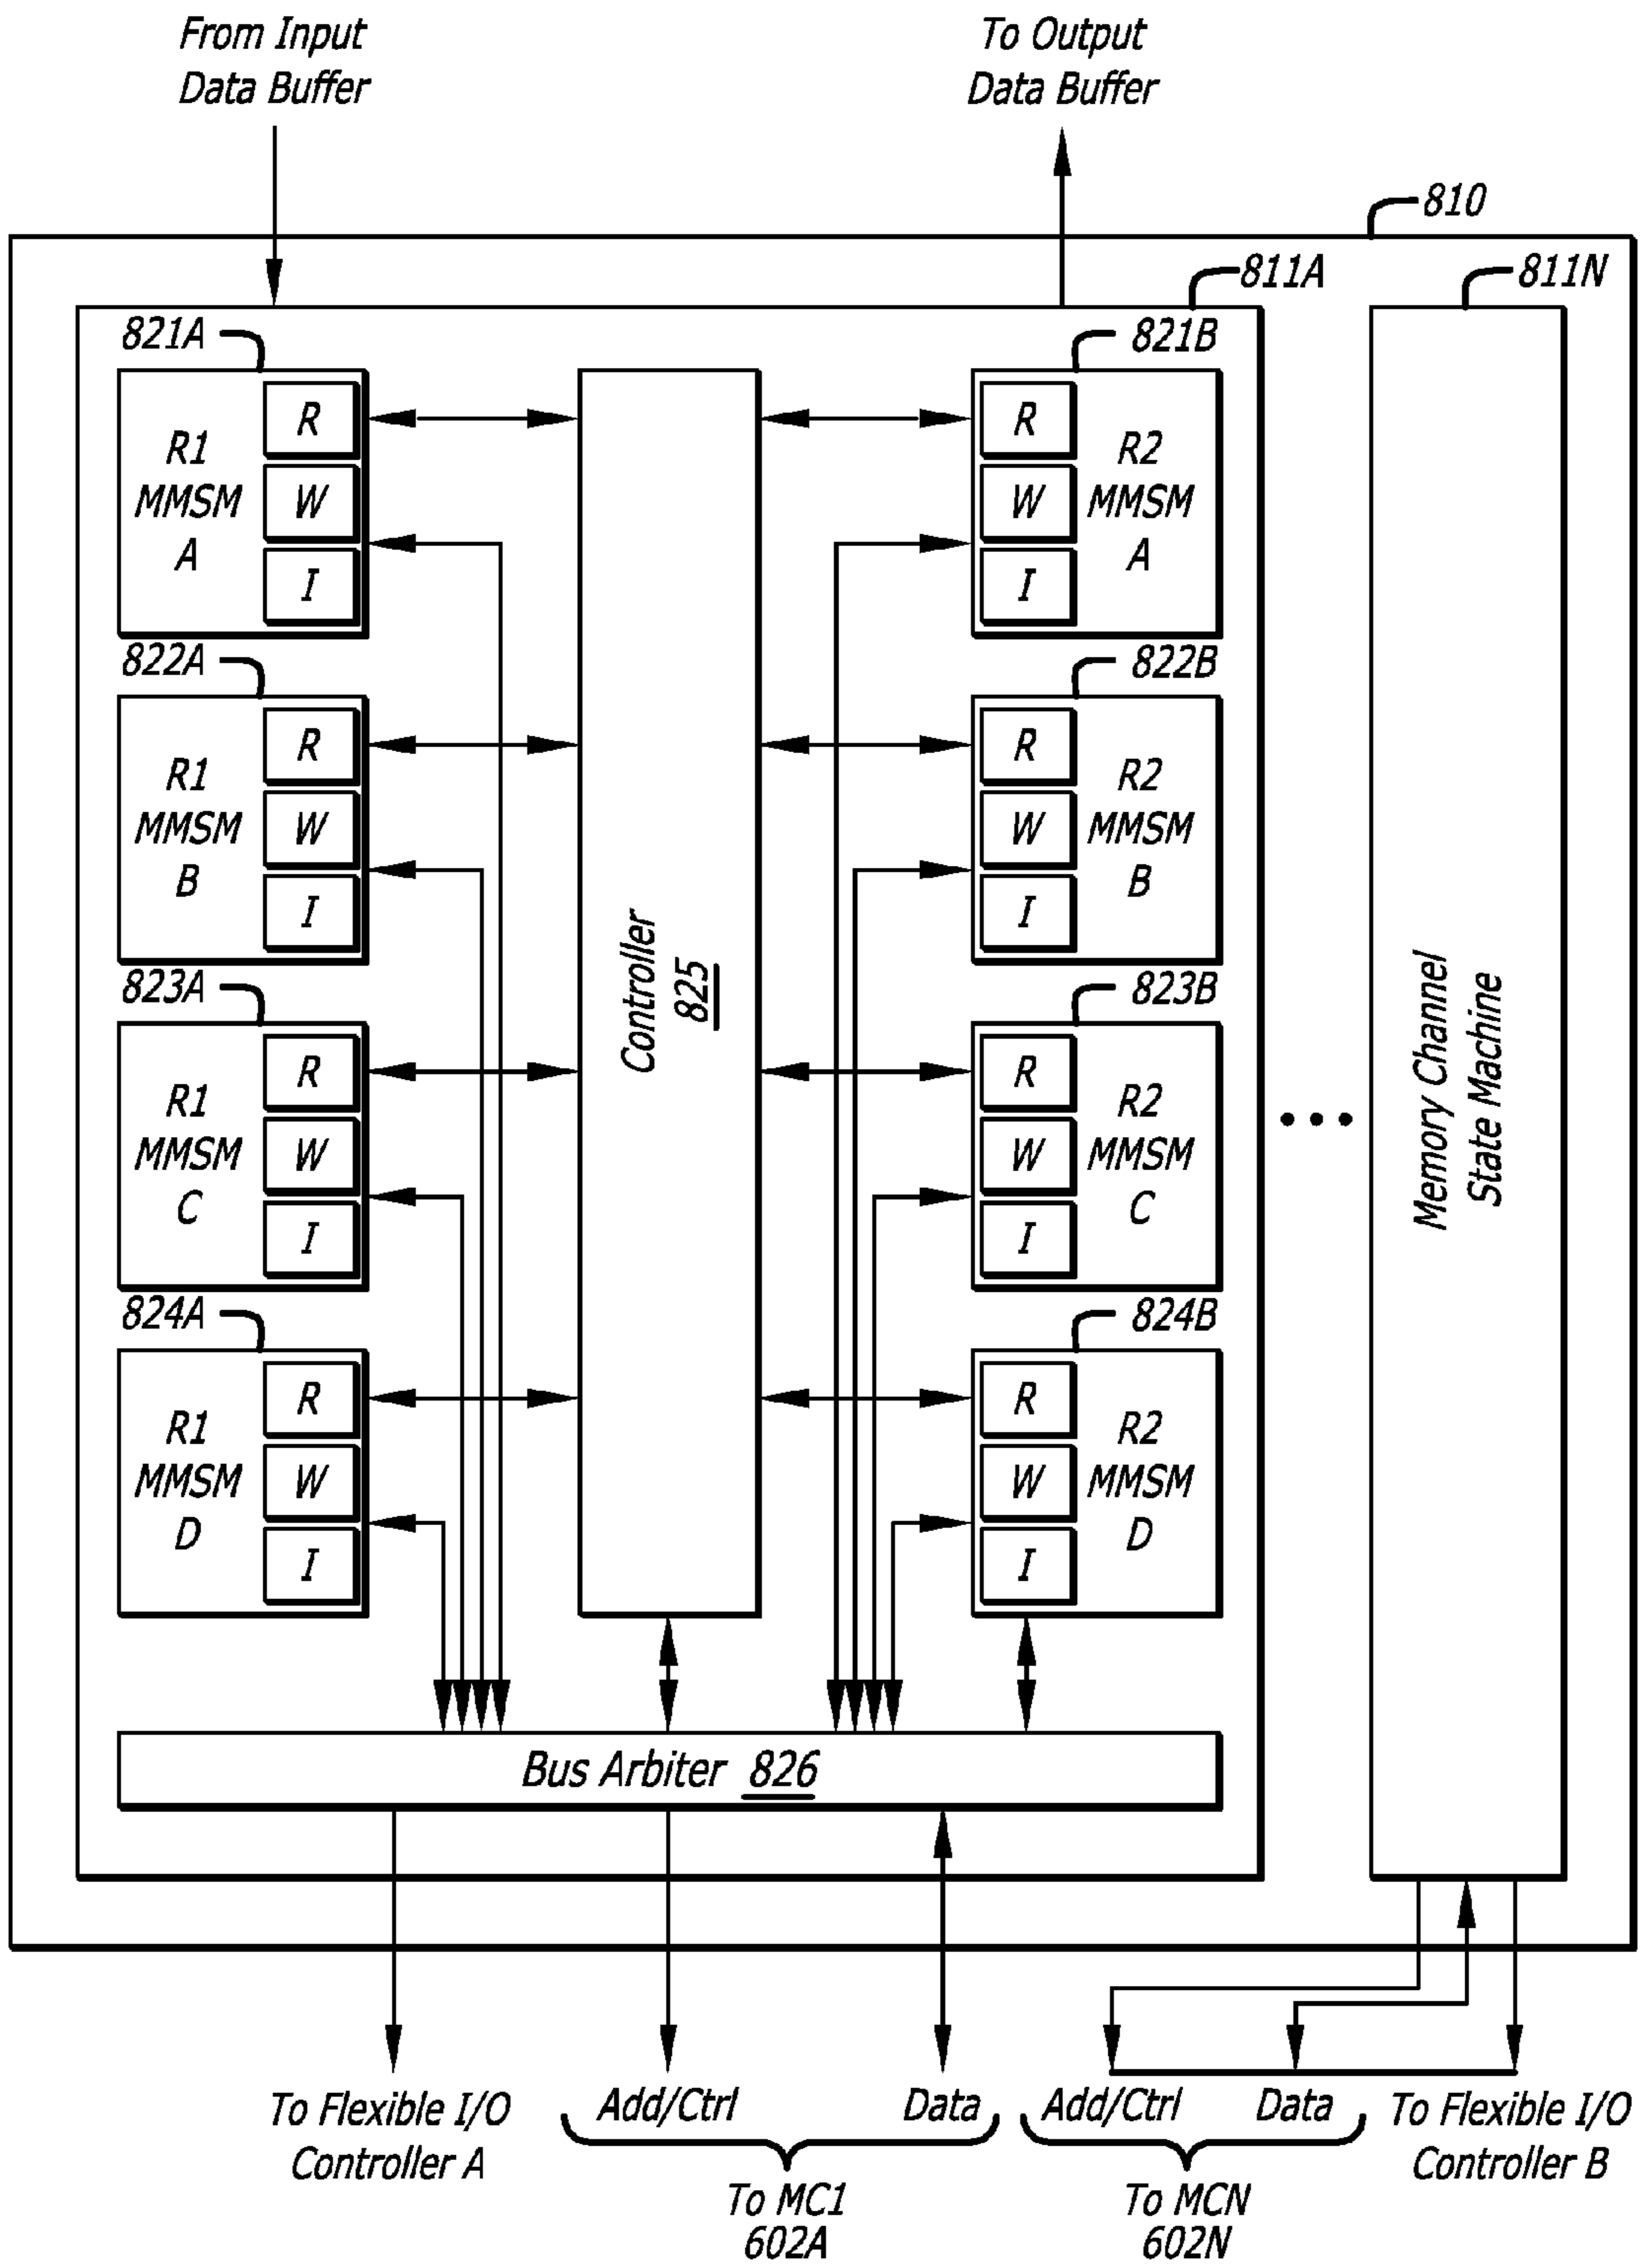 From Input
Data Buffer
To Output
Data Buffer
810
811A
811N
821A
R1
MMSM
A
R
W
I
821B
R
W
I
R2
MMSM
A
822A
R1
MMSM
B
R
W
I
822B
R
W
I
R2
MMSM
B
823A
R1
MMSM
C
R
W
I
823B
R
W
I
R2
MMSM
C
824A
R1
MMSM
D
R
W
I
824B
R
W
I
R2
MMSM
D
Controller
825
Memory Channel
State Machine
Bus Arbiter 826
To Flexible I/O
Controller A
Add/Ctrl
Data
To MC1
602A
Add/Ctrl
Data
To MCN
602N
To Flexible I/O
Controller B